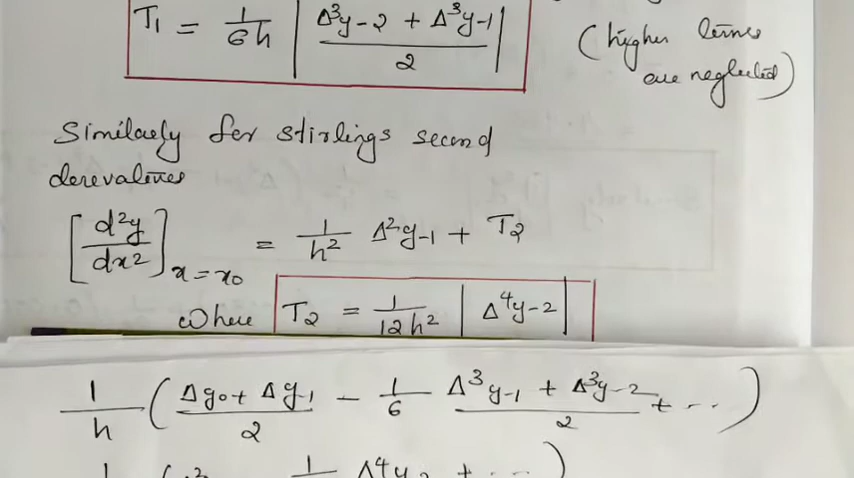 T₁ = 1/6h | (Δ³y-2 + Δ³y-1)/2 | (higher terms
are neglected)
Similarly for stirlings second
derevatives
[d²y/dx²]x=x₀ = 1/h² Δ²y-1 + T₂
Where T₂ = 1/12h² | Δ⁴y-2 |
1/h ( (Δy₀ + Δy-1)/2 - 1/6 (Δ³y-1 + Δ³y-2)/2 + ... )